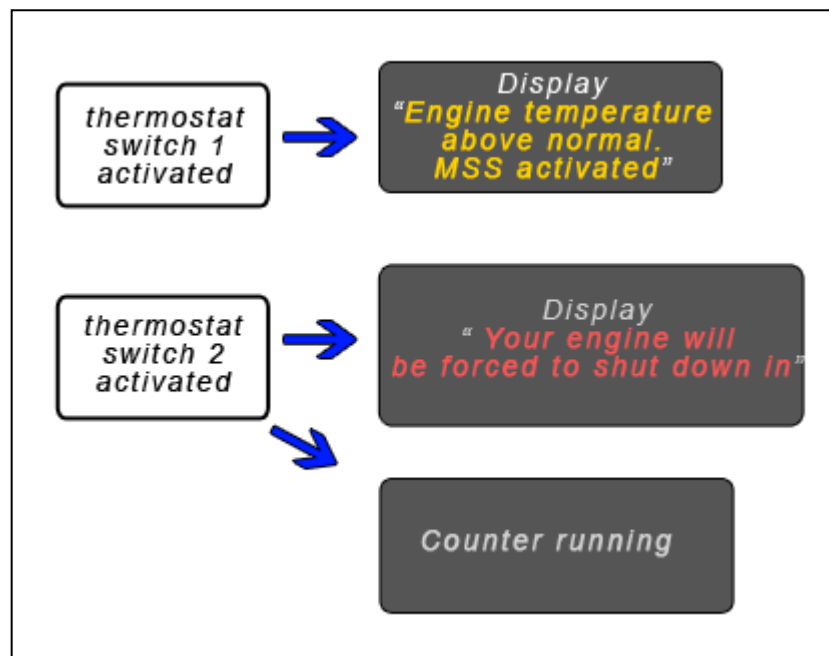 thermostat
switch 1
activated
Display
“Engine temperature
above normal.
MSS activated”
thermostat
switch 2
activated
Display
“ Your engine will
be forced to shut down in”
Counter running